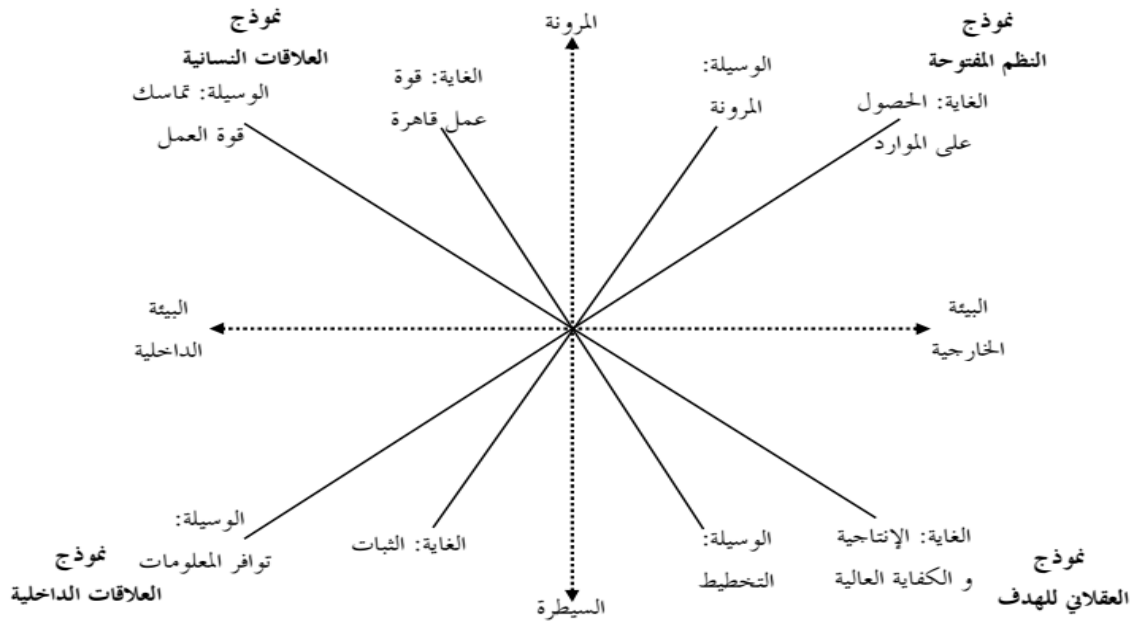 المرونة
نموذج
النظم المفتوحة
الغاية: الحصول
على الموارد
الوسيلة:
المرونة
الغاية: قوة
عمل قاهرة
نموذج
العلاقات النسانية
الوسيلة: تماسك
قوة العمل
البيئة
الخارجية
البيئة
الداخلية
الغاية: الإنتاجية
و الكفاية العالية
نموذج
العقلاني للهدف
الوسيلة:
التخطيط
الغاية: الثبات
الوسيلة:
توافر المعلومات
نموذج
العلاقات الداخلية
السيطرة